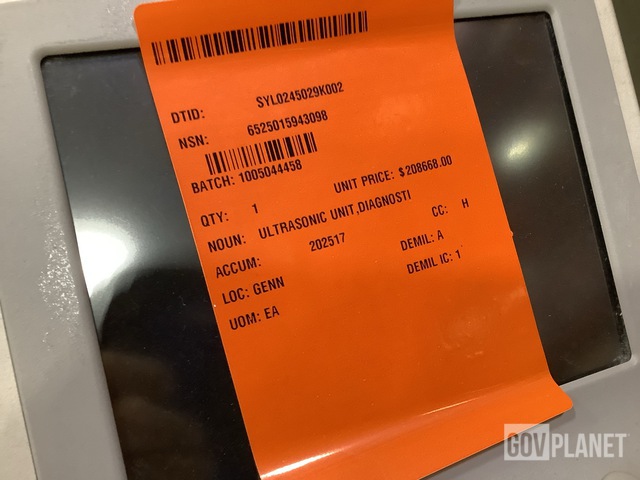 DTID: SYL0245029K002
NSN: 6525015943098
BATCH: 1005044458
QTY: 1 UNIT PRICE: $208668.00
NOUN: ULTRASONIC UNIT,DIAGNOSTI
ACCUM: 202517 CC: H
LOC: GENN DEMIL: A
UOM: EA DEMIL IC: 1
GOVPLANET